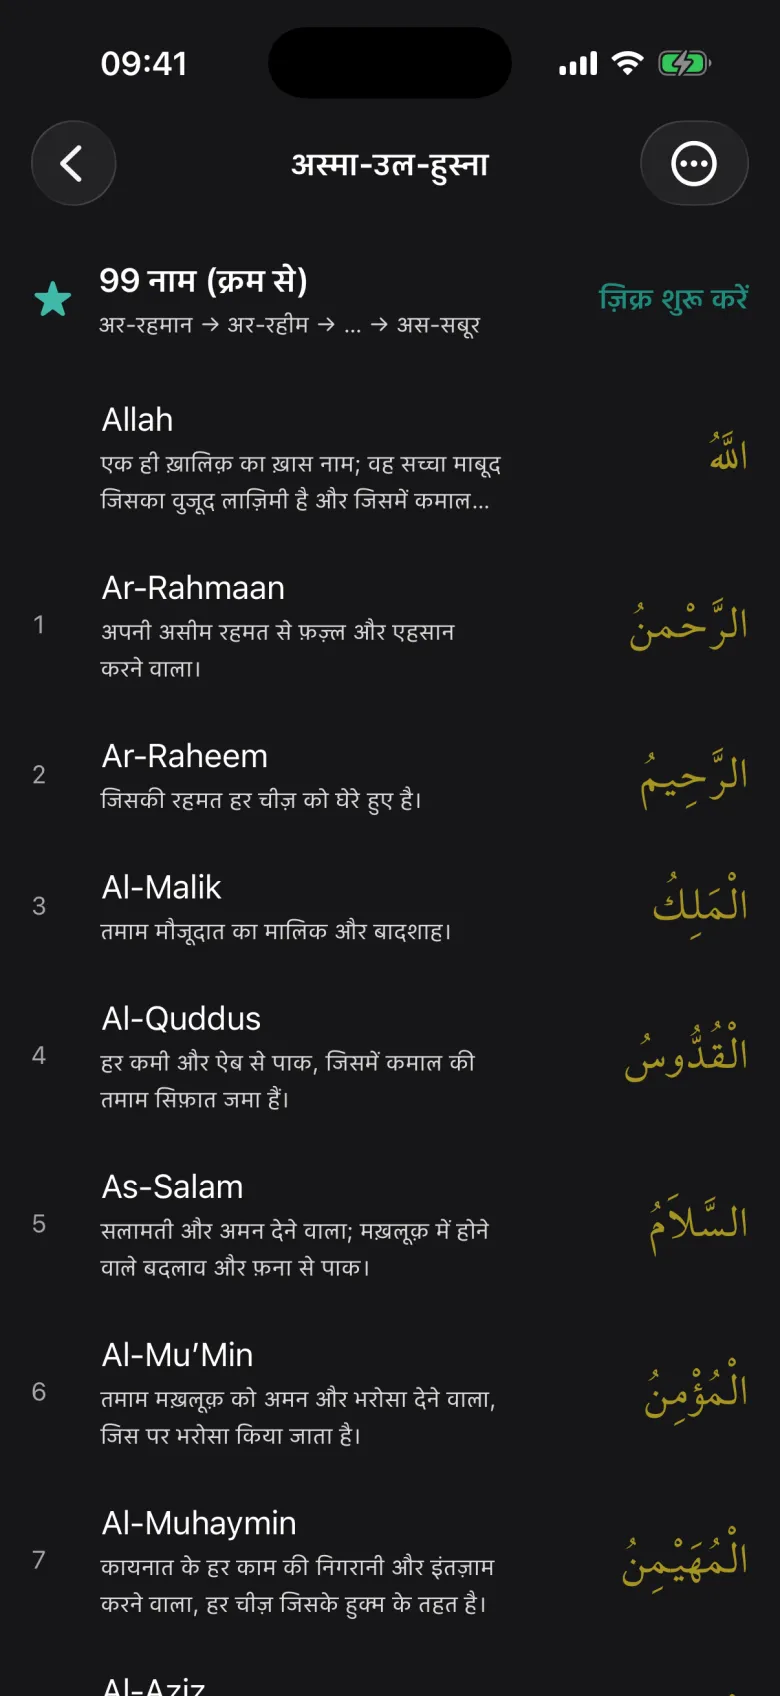 09:41
अस्मा-उल-हुस्ना
99 नाम (क्रम से)
अर-रहमान → अर-रहीम → ... → अस-सबूर
ज़िक्र शुरू करें
Allah
एक ही ख़ालिक़ का ख़ास नाम; वह सच्चा माबूद
जिसका वुजूद लाज़िमी है और जिसमें कमाल...
اللَّهُ
1
Ar-Rahmaan
अपनी असीम रहमत से फ़ज़्ल और एहसान
करने वाला।
الرَّحْمنُ
2
Ar-Raheem
जिसकी रहमत हर चीज़ को घेरे हुए है।
الرَّحِيمُ
3
Al-Malik
तमाम मौजूदात का मालिक और बादशाह।
الْمَلِكُ
4
Al-Quddus
हर कमी और ऐब से पाक, जिसमें कमाल की
तमाम सिफ़ात जमा हैं।
الْقُدُّوسُ
5
As-Salam
सलामती और अमन देने वाला; मख़लूक़ में होने
वाले बदलाव और फ़ना से पाक।
السَّلاَمُ
6
Al-Mu’Min
तमाम मख़लूक़ को अमन और भरोसा देने वाला,
जिस पर भरोसा किया जाता है।
الْمُؤْمِنُ
7
Al-Muhaymin
कायनात के हर काम की निगरानी और इंतज़ाम
करने वाला, हर चीज़ जिसके हुक्म के तहत है।
الْمُهَيْمِنُ
Al-Aziz